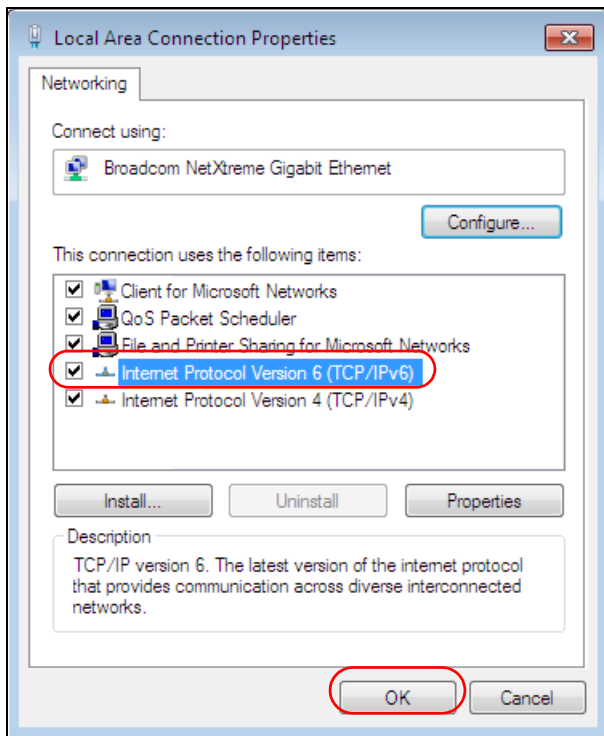 Local Area Connection Properties
Networking
Connect using:
Broadcom NetXtreme Gigabit Ethernet
Configure...
This connection uses the following items:
Client for Microsoft Networks
QoS Packet Scheduler
File and Printer Sharing for Microsoft Networks
Internet Protocol Version 6 (TCP/IPv6)
Internet Protocol Version 4 (TCP/IPv4)
Install... Uninstall Properties
Description
TCP/IP version 6. The latest version of the internet protocol
that provides communication across diverse interconnected
networks.
OK Cancel